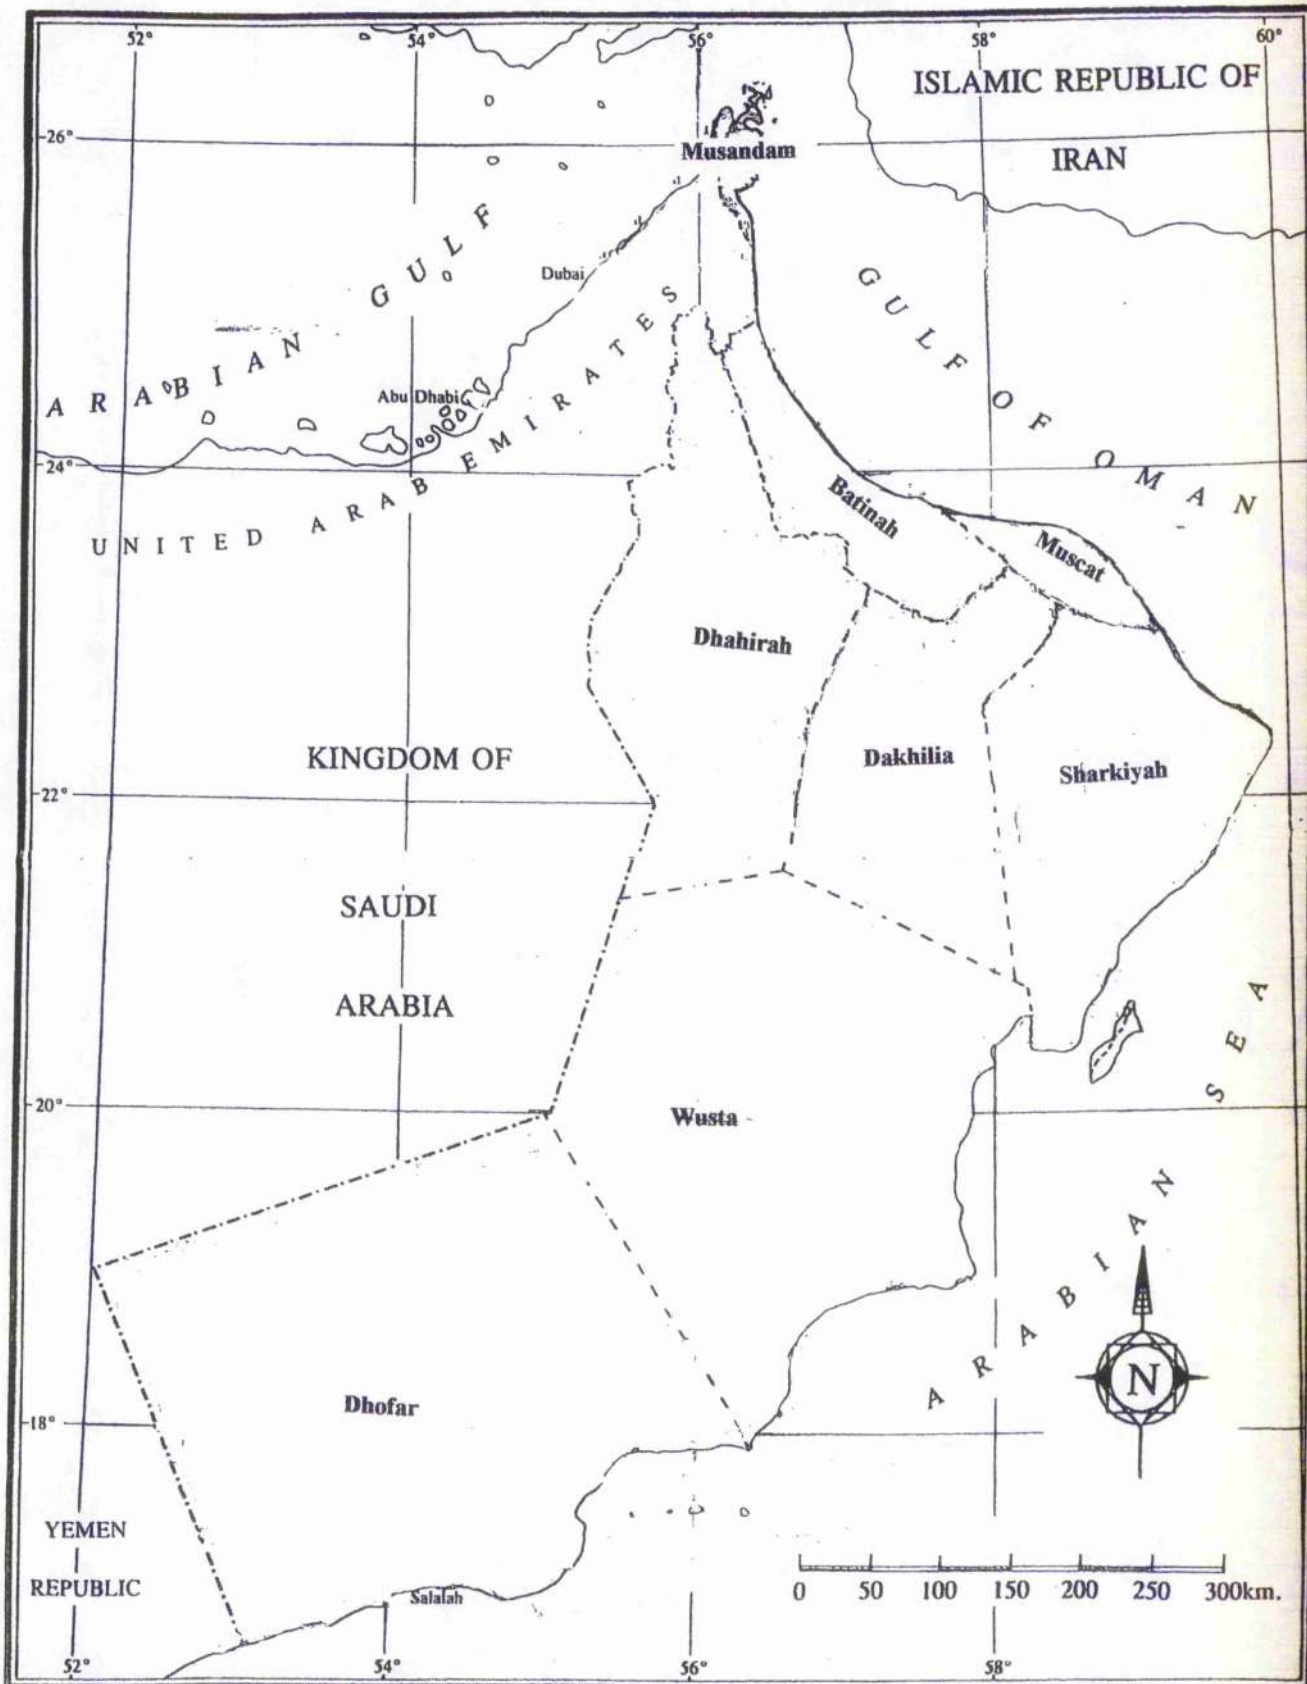 52°
54°
56°
58°
60°
ISLAMIC REPUBLIC OF
IRAN
26°
Musandam
ARABIAN GULF
Dubai
GULF OF OMAN
Abu Dhabi
UNITED ARAB EMIRATES
24°
Batinah
Muscat
Dhahirah
Dakhilia
Sharkiyah
KINGDOM OF
SAUDI
ARABIA
22°
20°
Wusta
ARABIAN SEA
N
Dhofar
18°
YEMEN
REPUBLIC
Salalah
0 50 100 150 200 250 300km.
52°
54°
56°
58°